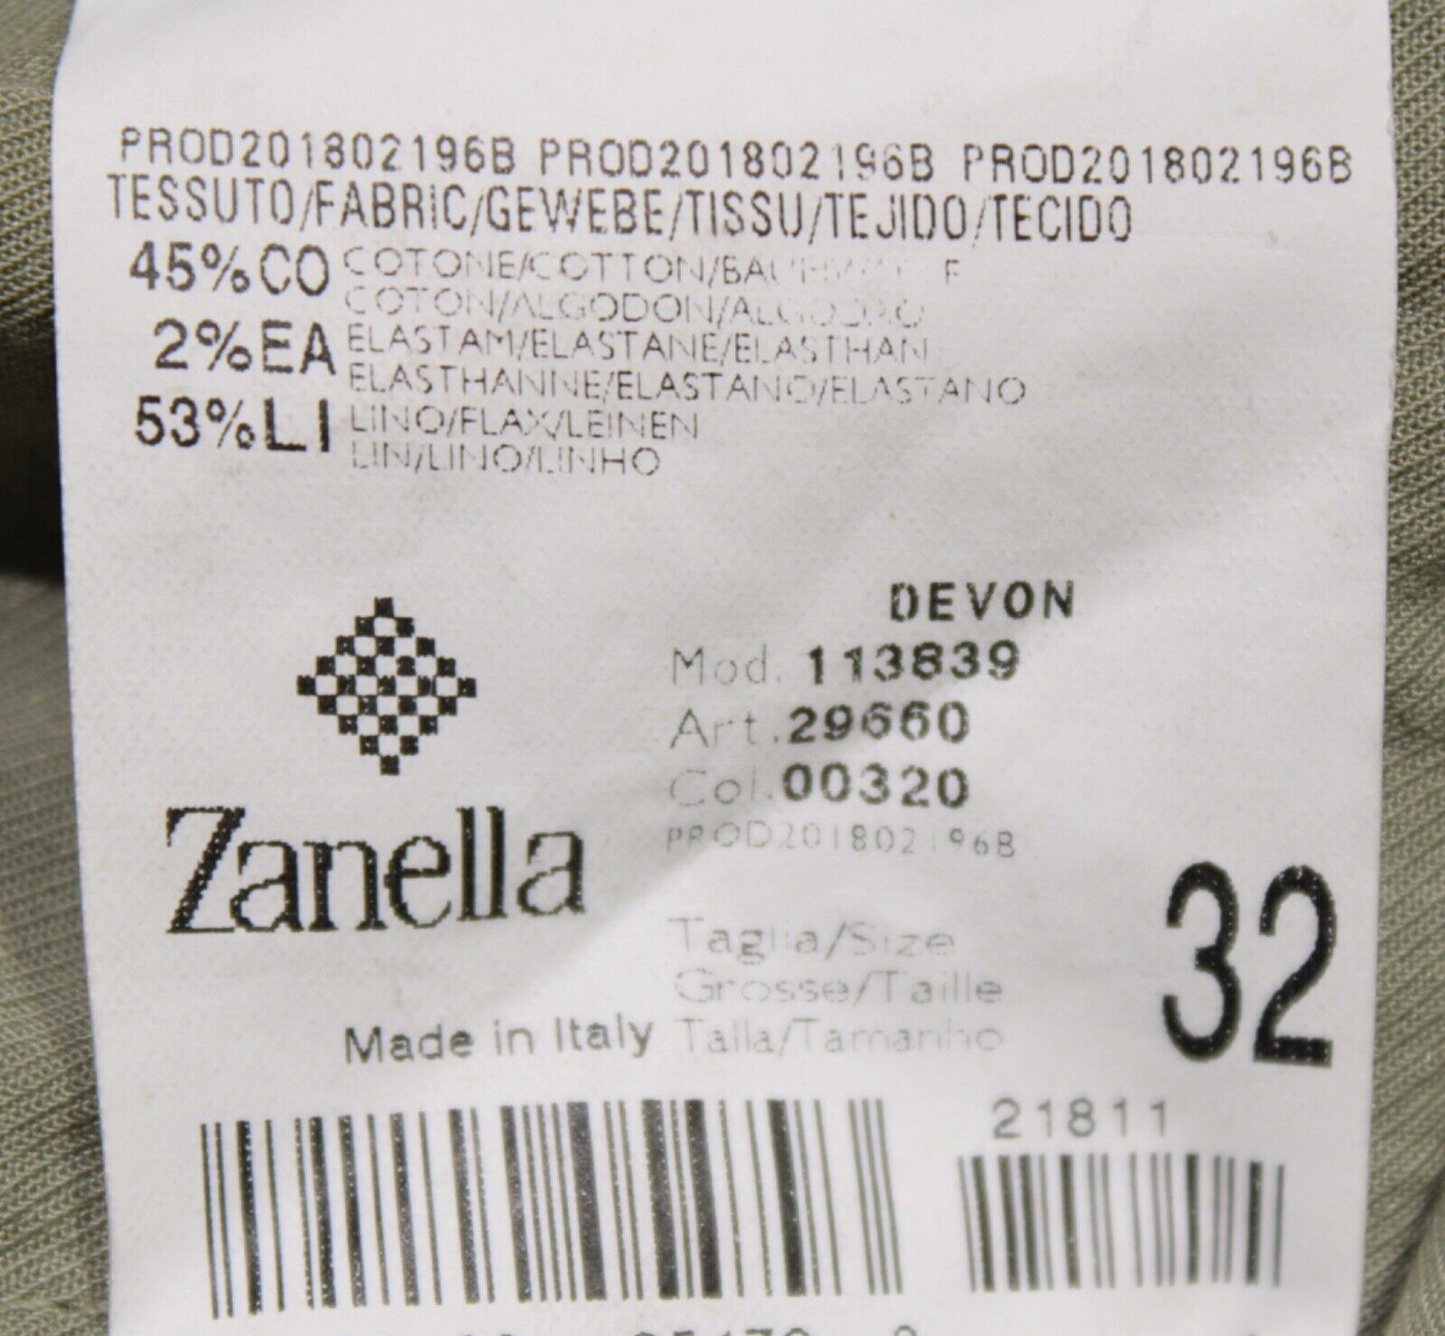 PROD201802196B PROD201802196B PROD201802196B
TESSUTO/FABRIC/GEWEBE/TISSU/TEJIDO/TECIDO
45%CO COTONE/COTTON/
COTON/ALGODON/ALGODAO
2%EA ELASTAM/ELASTANE/ELASTHAN
ELASTHANNE/ELASTANO/ELASTANO
53%LI LINO/FLAX/LEINEN
LIN/LINO/LINHO
DEVON
Mod. 113839
Art. 29660
Col. 00320
PROD201802196B
Zanella
Taglia/Size
Grosse/Taille
Talla/Tamanho
32
Made in Italy
21811